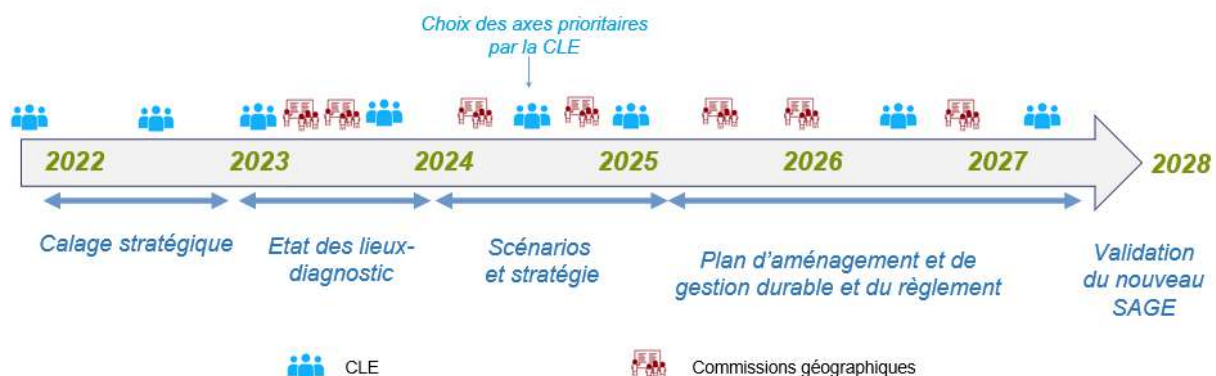 Choix des axes prioritaires
par la CLE
2022 2023 2024 2025 2026 2027 2028
Calage stratégique
Etat des lieux-
diagnostic
Scénarios
et stratégie
Plan d’aménagement et de
gestion durable et du règlement
Validation
du nouveau
SAGE
CLE
Commissions géographiques